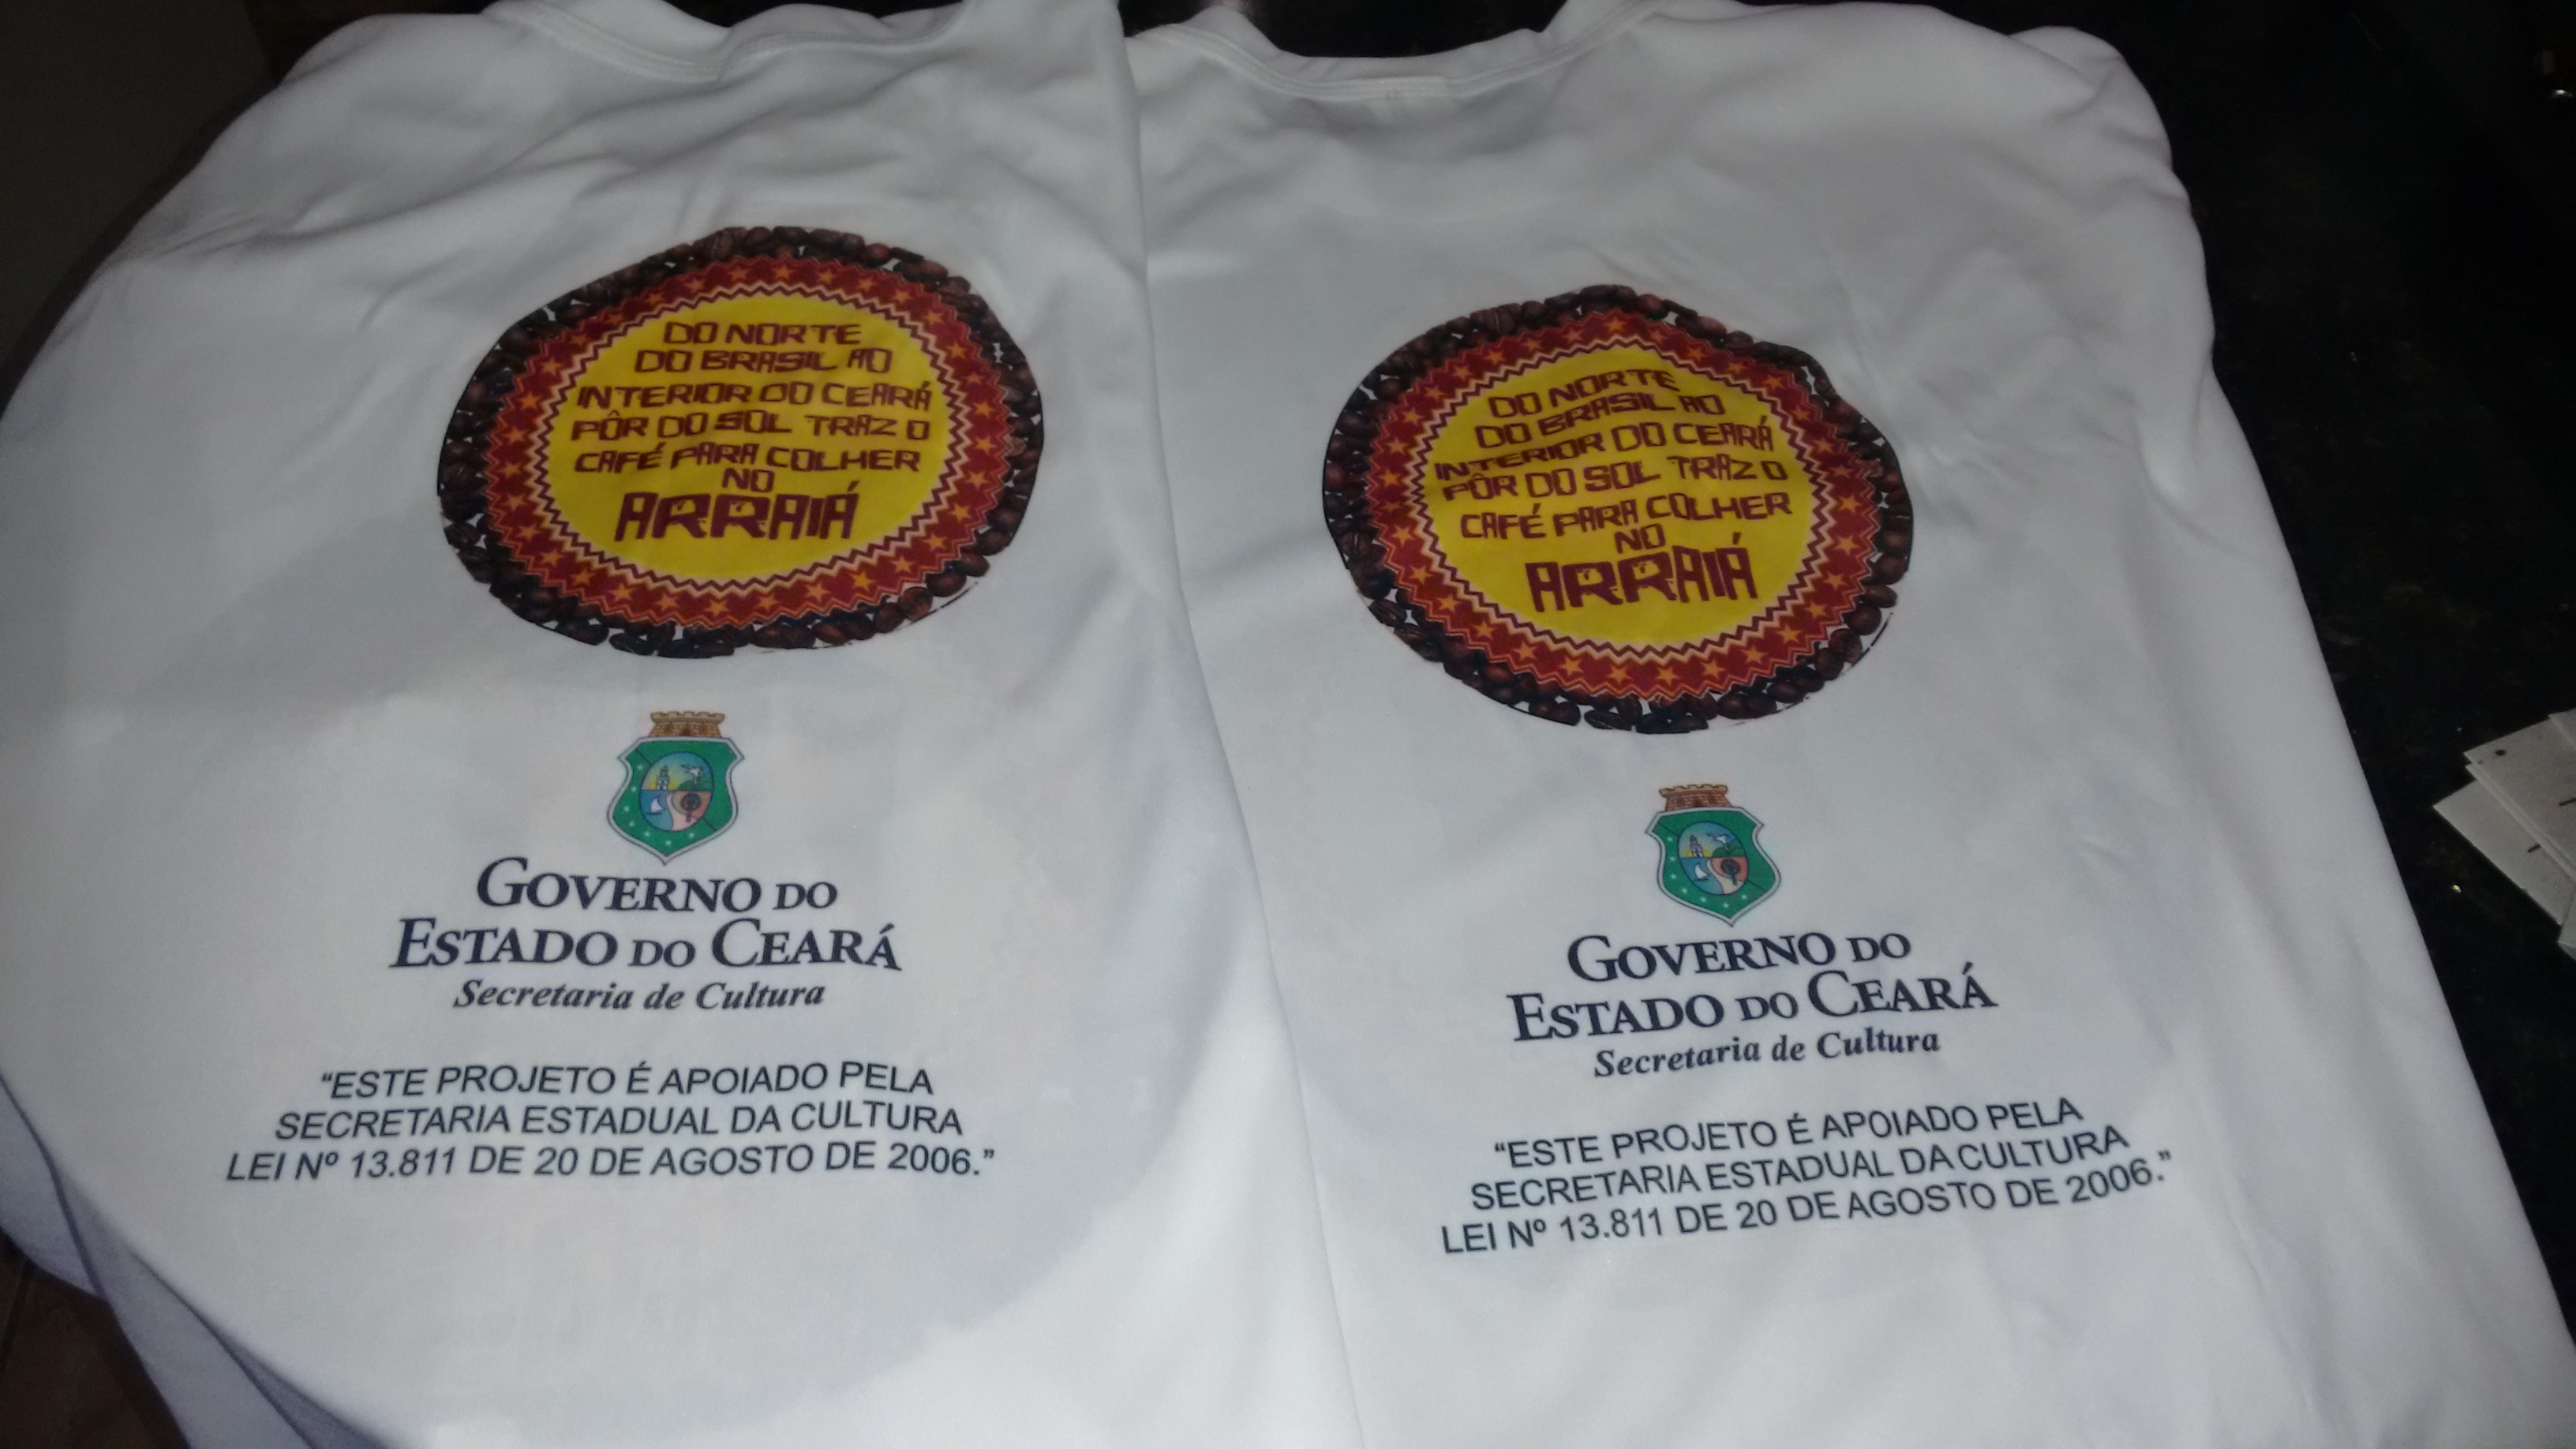 DO NORTE
DO BRASIL AO
INTERIOR DO CEARÁ
PÔR DO SOL TRAZ O
CAFÉ PARA COLHER
NO
ARRAIÁ
GOVERNO DO
ESTADO DO CEARÁ
Secretaria de Cultura
“ESTE PROJETO É APOIADO PELA
SECRETARIA ESTADUAL DA CULTURA
LEI Nº 13.811 DE 20 DE AGOSTO DE 2006.”
DO NORTE
DO BRASIL AO
INTERIOR DO CEARÁ
PÔR DO SOL TRAZ O
CAFÉ PARA COLHER
NO
ARRAIÁ
GOVERNO DO
ESTADO DO CEARÁ
Secretaria de Cultura
“ESTE PROJETO É APOIADO PELA
SECRETARIA ESTADUAL DA CULTURA
LEI Nº 13.811 DE 20 DE AGOSTO DE 2006.”